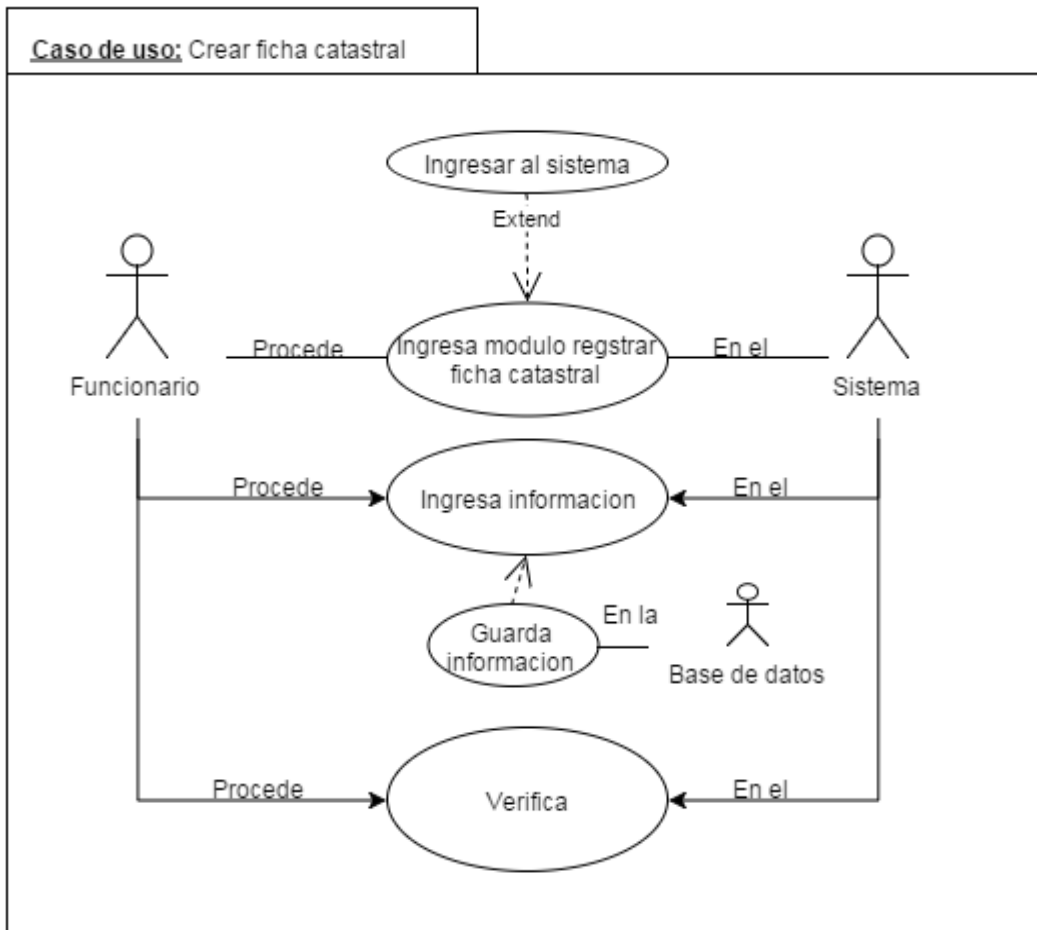 Caso de uso: Crear ficha catastral
Ingresar al sistema
Extend
Procede
Ingresa modulo regstrar
ficha catastral
En el
Funcionario
Sistema
Procede
Ingresa informacion
En el
Guarda
informacion
En la
Base de datos
Procede
Verifica
En el